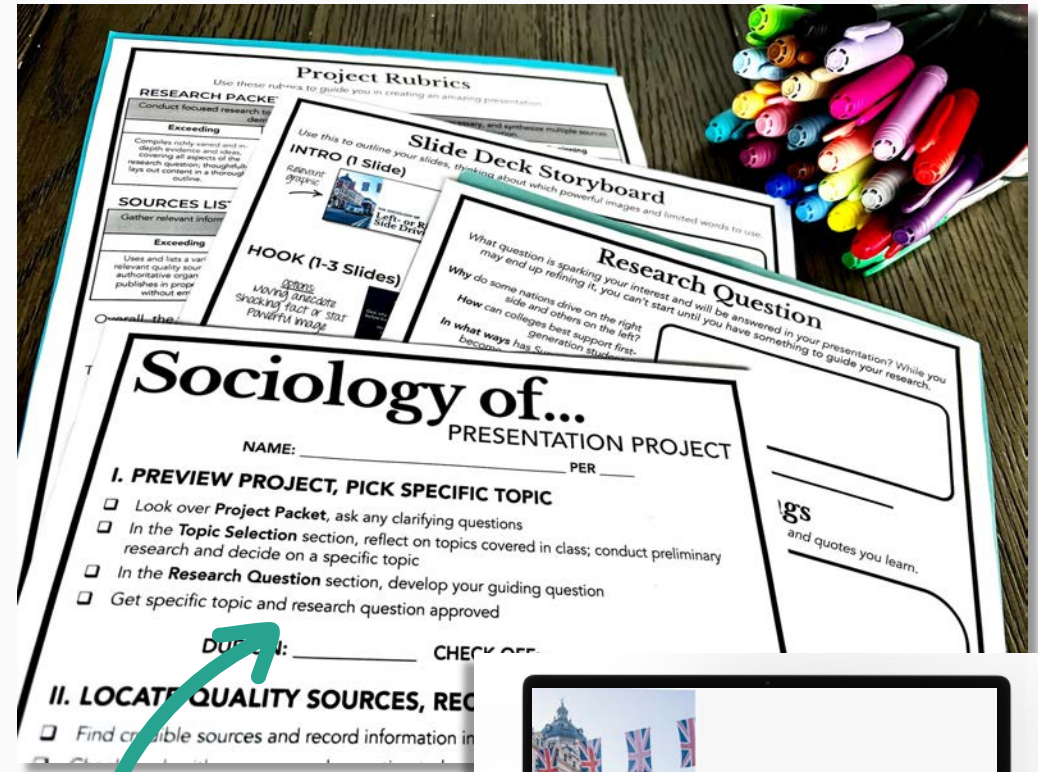 Project Rubrics
Use these rubrics to guide you in creating an amazing presentation.
RESEARCH PACKE
Conduct focused research to
necessary, and synthesize multiple sources
Exceeding
Compiles richly varied and in-
depth evidence and ideas,
covering all aspects of the
research question; thoughtfully
lays out content in a thorough
outline.
SOURCES LIST
Gather relevant inform
Exceeding
Uses and lists a vari
relevant quality sour
authoritative organ
publishes in prop
without err
Overall, the
Slide Deck Storyboard
Use this to outline your slides, thinking about which powerful images and limited words to use.
INTRO (1 Slide)
Relevant
graphic
Left- or R
Side Driv
HOOK (1-3 Slides)
Options:
Moving anecdote
Shocking fact or stat
Powerful image
Research Question
What question is sparking your interest and will be answered in your presentation? While you
may end up refining it, you can't start until you have something to guide your research.
Why do some nations drive on the right
side and others on the left?
How can colleges best support first-
generation students
In what ways has
become
ngs
and quotes you learn.
Sociology of...
PRESENTATION PROJECT
NAME: PER
I. PREVIEW PROJECT, PICK SPECIFIC TOPIC
Look over Project Packet, ask any clarifying questions
In the Topic Selection section, reflect on topics covered in class; conduct preliminary
research and decide on a specific topic
In the Research Question section, develop your guiding question
Get specific topic and research question approved
DUE ON: CHECK OFF:
II. LOCATE QUALITY SOURCES, REC
Find credible sources and record information in